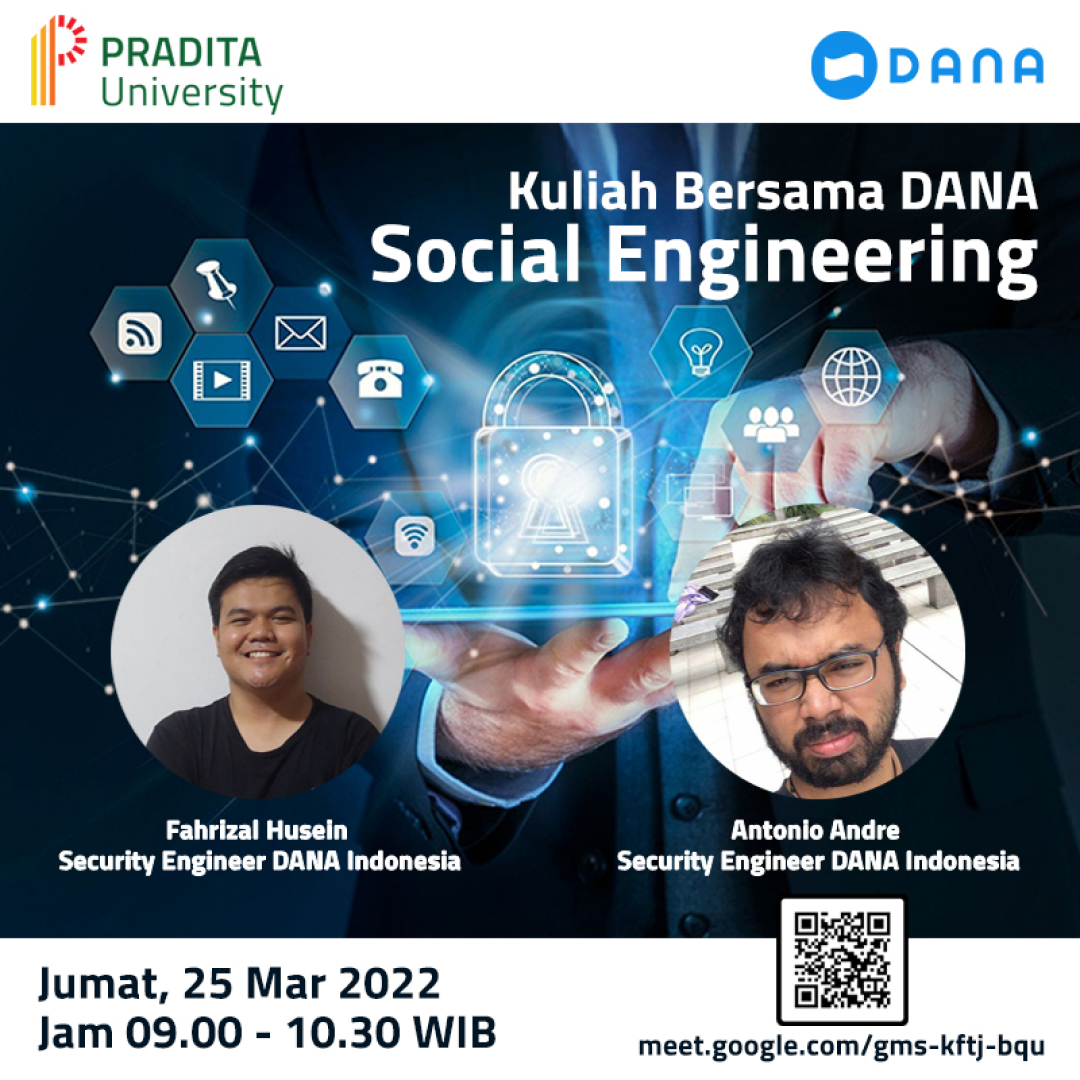 PRADITA
University
DANA
Kuliah Bersama DANA
Social Engineering
Fahrizal Husein
Security Engineer DANA Indonesia
Antonio Andre
Security Engineer DANA Indonesia
Jumat, 25 Mar 2022
Jam 09.00 - 10.30 WIB
meet.google.com/gms-kftj-bqu